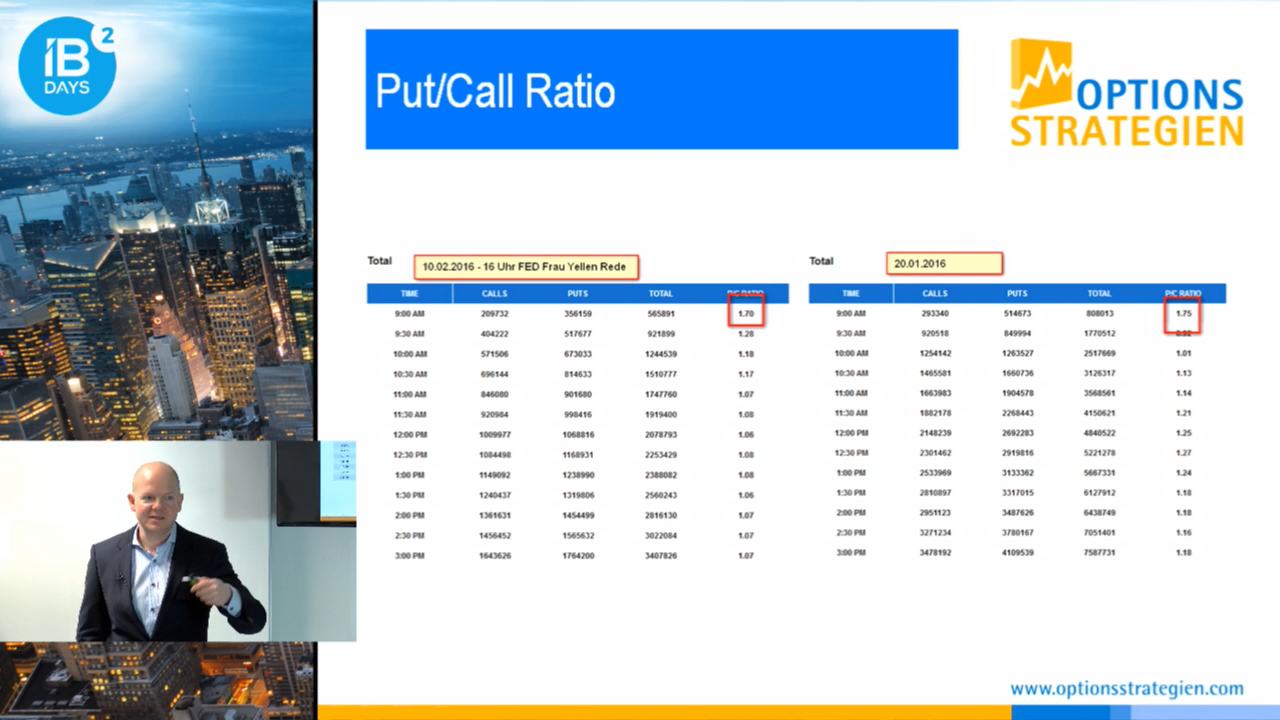 IB 2
DAYS
Put/Call Ratio
OPTIONS
STRATEGIEN
Total 10.02.2016 - 16 Uhr FED Frau Yellen Rede
TIME CALLS PUTS TOTAL P/C RATIO
9:00 AM 209732 356159 565891 1.70
9:30 AM 404222 517677 921899 1.28
10:00 AM 571506 673033 1244539 1.18
10:30 AM 696144 814633 1510777 1.17
11:00 AM 846080 901680 1747760 1.07
11:30 AM 920984 998416 1919400 1.08
12:00 PM 1009977 1068816 2078793 1.06
12:30 PM 1084498 1168931 2253429 1.08
1:00 PM 1149092 1238990 2388082 1.08
1:30 PM 1240437 1319806 2560243 1.06
2:00 PM 1361631 1454499 2816130 1.07
2:30 PM 1456452 1565632 3022084 1.07
3:00 PM 1643626 1764200 3407826 1.07
Total 20.01.2016
TIME CALLS PUTS TOTAL P/C RATIO
9:00 AM 293340 514673 808013 1.75
9:30 AM 920518 849994 1770512 0.92
10:00 AM 1254142 1263527 2517669 1.01
10:30 AM 1465581 1660736 3126317 1.13
11:00 AM 1663983 1904578 3568561 1.14
11:30 AM 1882178 2268443 4150621 1.21
12:00 PM 2148239 2692283 4840522 1.25
12:30 PM 2301462 2919816 5221278 1.27
1:00 PM 2533969 3133362 5667331 1.24
1:30 PM 2810897 3317015 6127912 1.18
2:00 PM 2951123 3487626 6438749 1.18
2:30 PM 3271234 3780167 7051401 1.16
3:00 PM 3478192 4109539 7587731 1.18
www.optionsstrategien.com